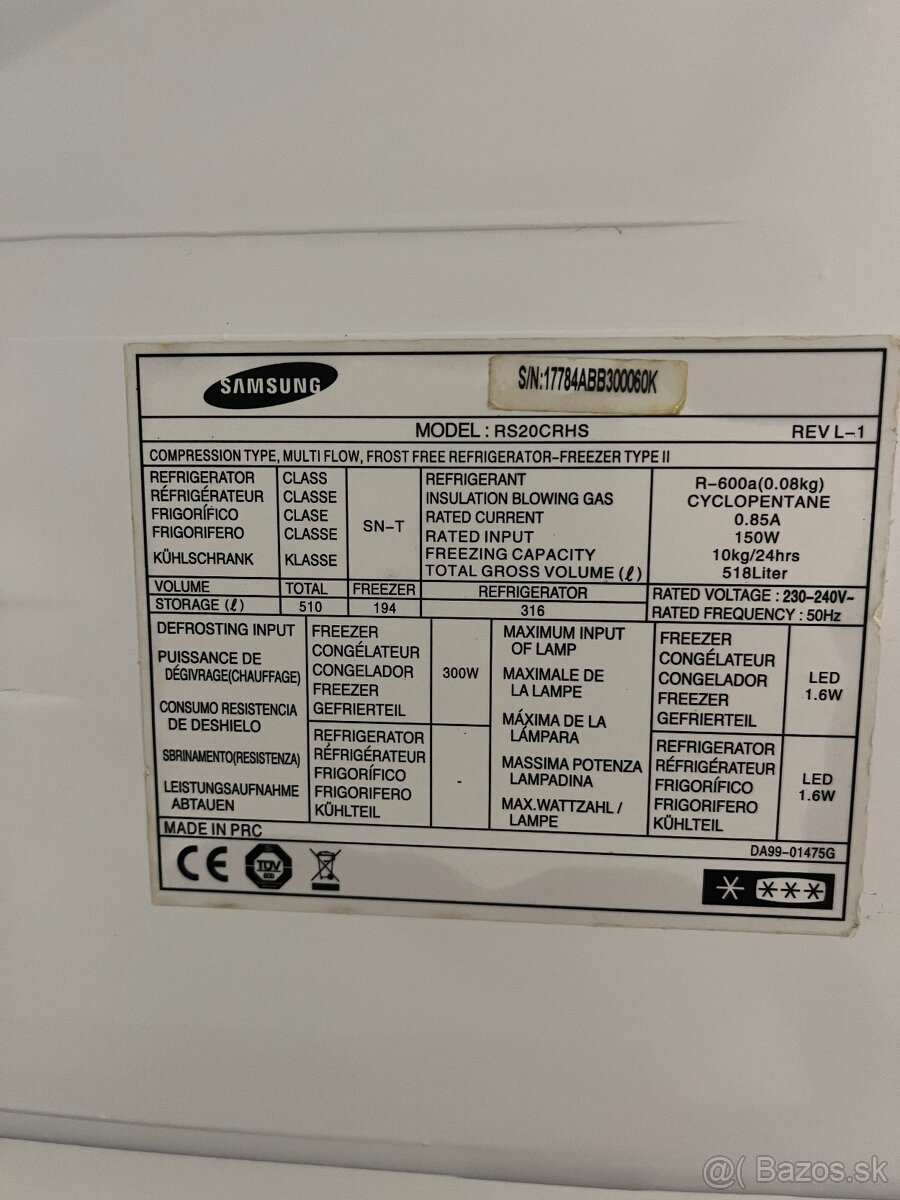 SAMSUNG
S/N:17784ABB300060K
MODEL : RS20CRHS REV L-1
COMPRESSION TYPE, MULTI FLOW, FROST FREE REFRIGERATOR-FREEZER TYPE II
REFRIGERATOR CLASS
RÉFRIGÉRATEUR CLASSE
FRIGORÍFICO CLASE
FRIGORIFERO CLASSE
KÜHLSCHRANK KLASSE
SN-T
REFRIGERANT R-600a(0.08kg)
INSULATION BLOWING GAS CYCLOPENTANE
RATED CURRENT 0.85A
RATED INPUT 150W
FREEZING CAPACITY 10kg/24hrs
TOTAL GROSS VOLUME (ℓ) 518Liter
VOLUME TOTAL FREEZER REFRIGERATOR
STORAGE (ℓ) 510 194 316
RATED VOLTAGE : 230-240V~
RATED FREQUENCY : 50Hz
DEFROSTING INPUT
PUISSANCE DE
DÉGIVRAGE(CHAUFFAGE)
CONSUMO RESISTENCIA
DE DESHIELO
SBRINAMENTO(RESISTENZA)
LEISTUNGSAUFNAHME
ABTAUEN
FREEZER
CONGÉLATEUR
CONGELADOR
FREEZER
GEFRIERTEIL
300W
REFRIGERATOR
RÉFRIGÉRATEUR
FRIGORÍFICO
FRIGORIFERO
KÜHLTEIL
-
MAXIMUM INPUT
OF LAMP
MAXIMALE DE
LA LAMPE
MÁXIMA DE LA
LÁMPARA
MASSIMA POTENZA
LAMPADINA
MAX.WATTZAHL /
LAMPE
FREEZER
CONGÉLATEUR
CONGELADOR
FREEZER
GEFRIERTEIL
LED
1.6W
REFRIGERATOR
RÉFRIGÉRATEUR
FRIGORÍFICO
FRIGORIFERO
KÜHLTEIL
LED
1.6W
MADE IN PRC
DA99-01475G
CE
TÜV
@( Bazos.sk